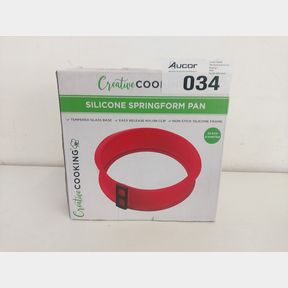 Aucor
034
Creative COOKING
SILICONE SPRINGFORM PAN
✓ TEMPERED GLASS BASE ✓ EASY RELEASE NYLON CLIP ✓ NON-STICK SILICONE FRAME
Creative COOKING